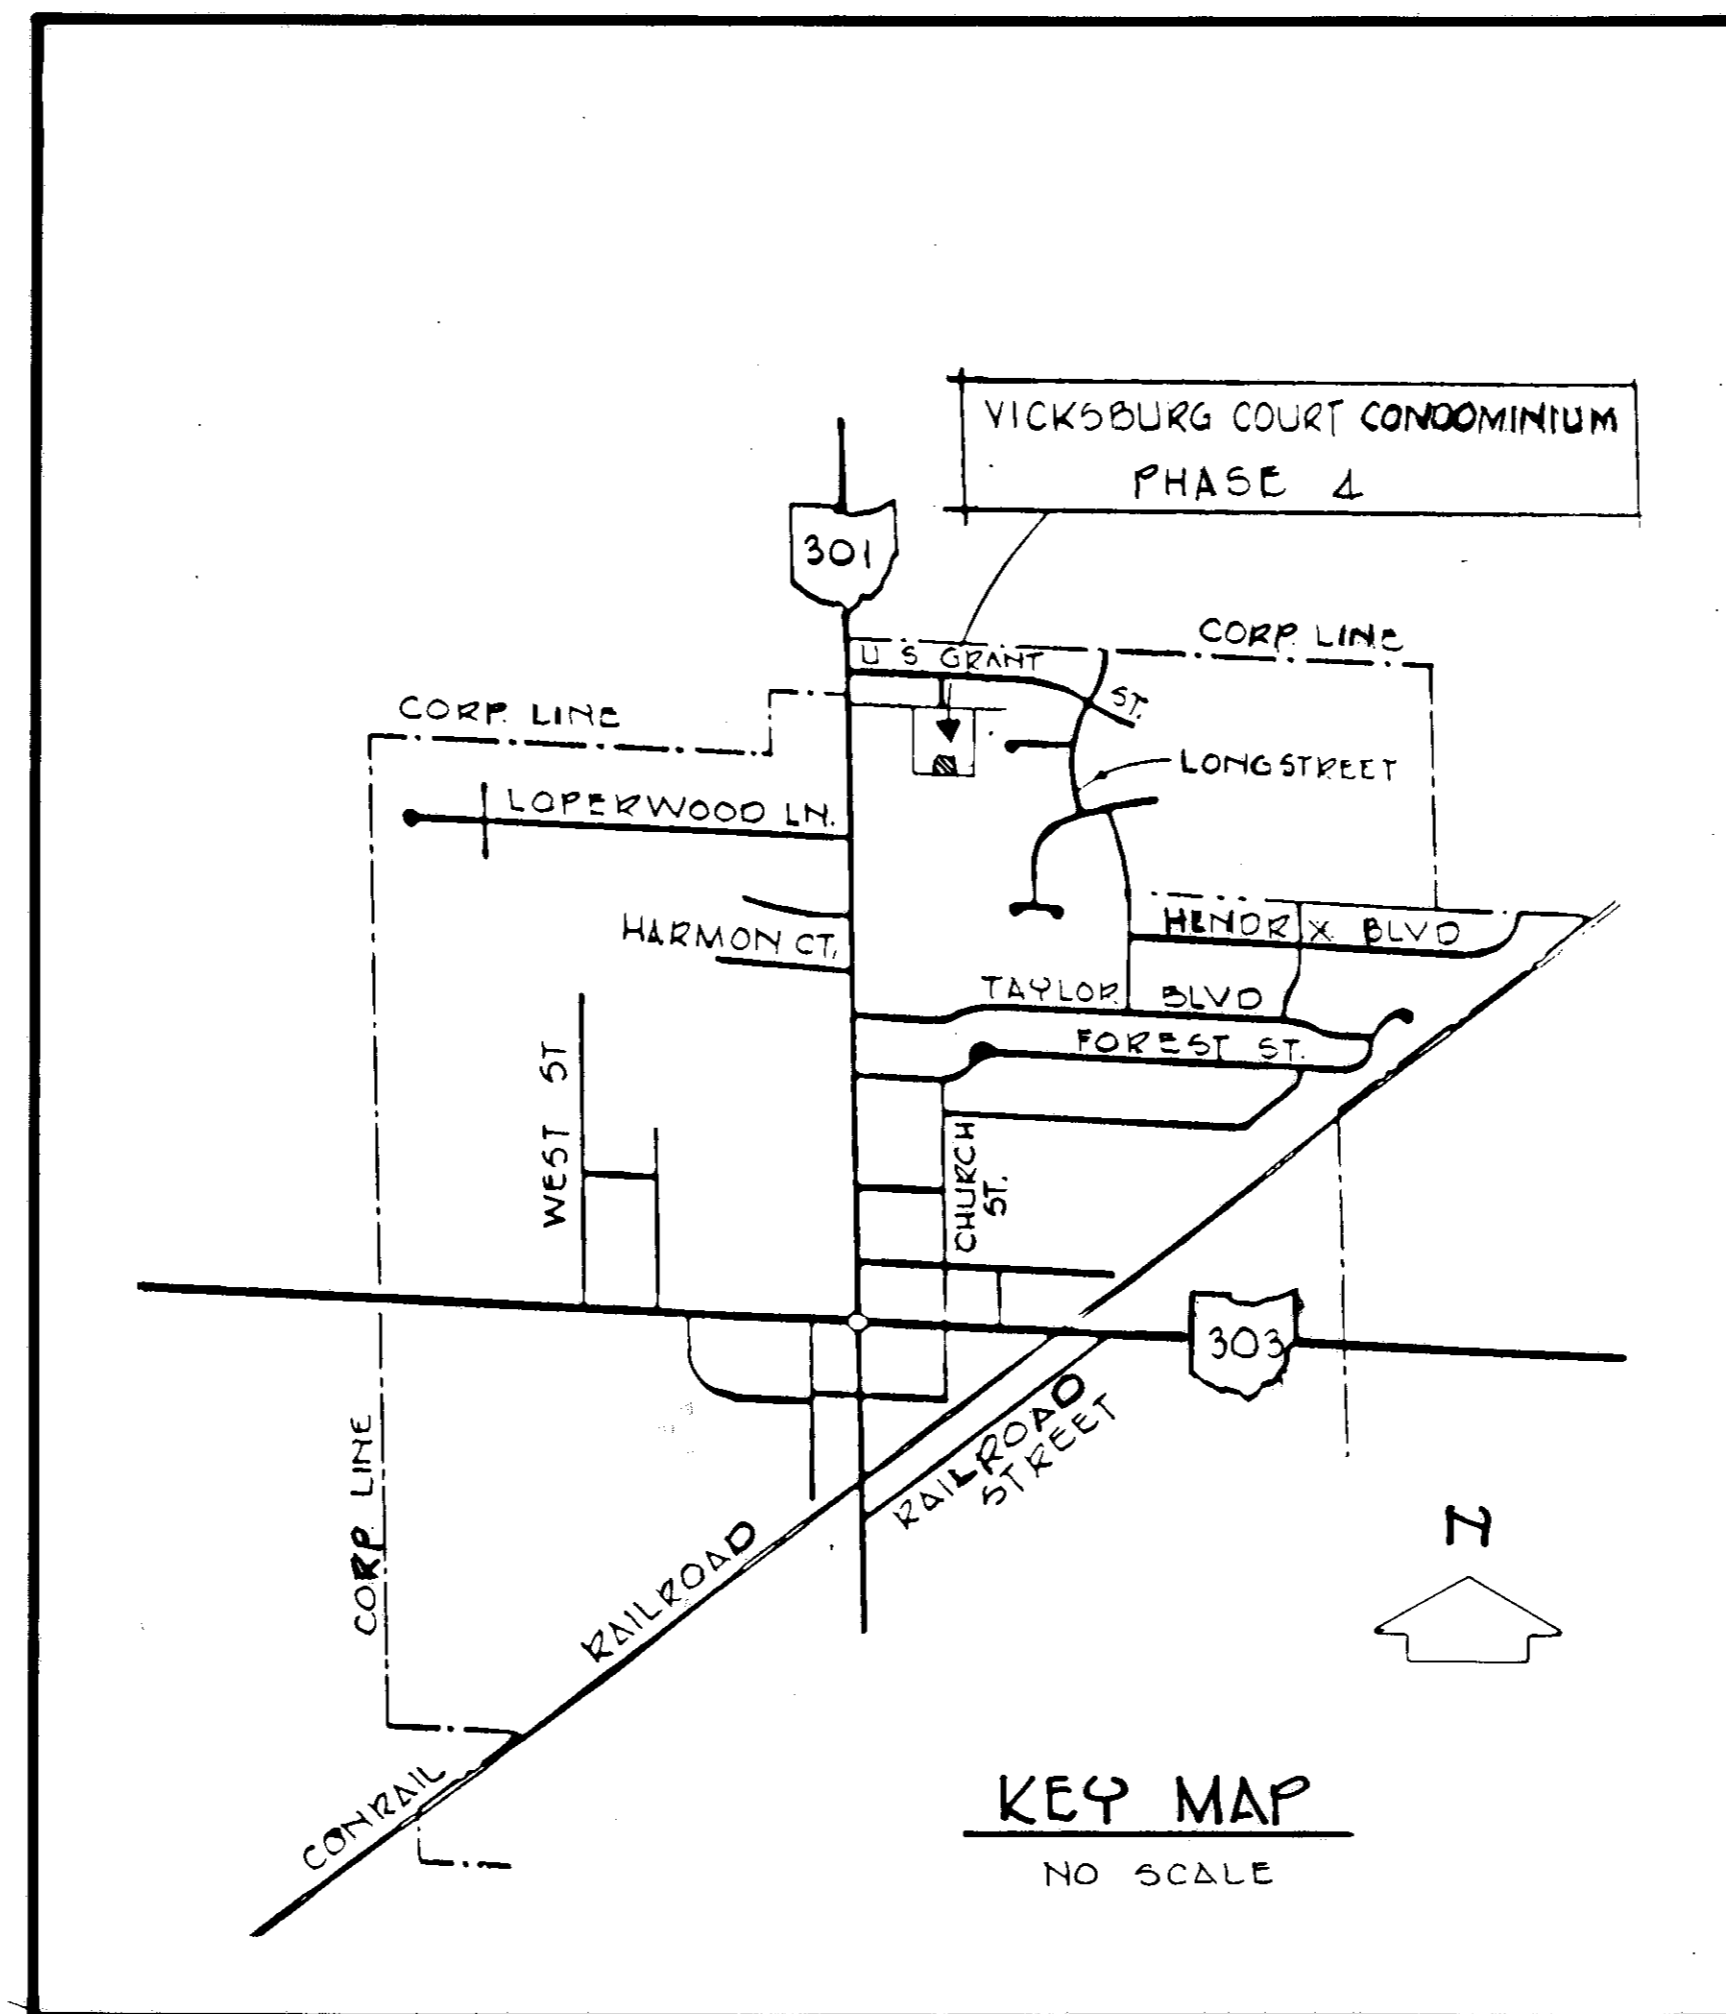 VICKSBURG COURT CONDOMINIUM
PHASE 4
301
CORP. LINE
U S GRANT
ST.
CORP. LINE
LONGSTREET
LOPERWOOD LN.
HENDRIX BLVD
HARMON CT.
TAYLOR BLVD
FOREST ST.
WEST ST
CHURCH
ST.
303
RAILROAD
STREET
CORP. LINE
N
RAILROAD
CONRAIL
KEY MAP
NO SCALE